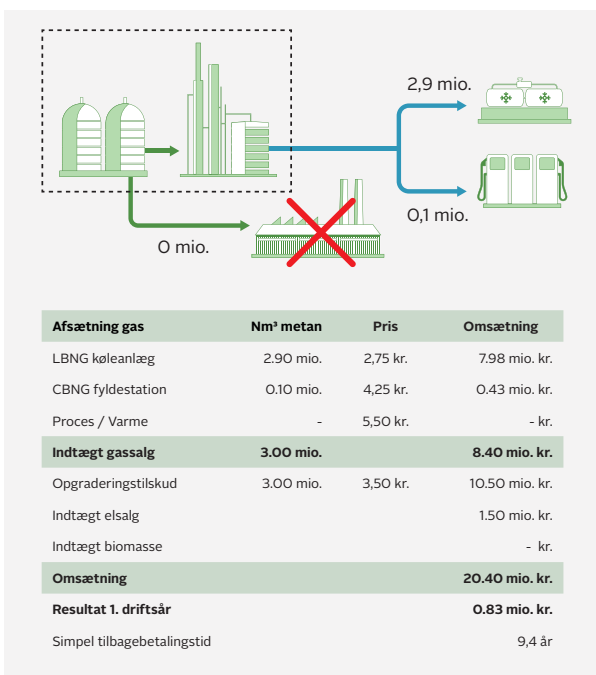 2,9 mio.
0,1 mio.
0 mio.
Afsætning gas Nm³ metan Pris Omsætning
LBNG køleanlæg 2.90 mio. 2,75 kr. 7.98 mio. kr.
CBNG fyldestation 0.10 mio. 4,25 kr. 0.43 mio. kr.
Proces / Varme - 5,50 kr. - kr.
Indtægt gassalg 3.00 mio. 8.40 mio. kr.
Opgraderingstilskud 3.00 mio. 3,50 kr. 10.50 mio. kr.
Indtægt elsalg 1.50 mio. kr.
Indtægt biomasse - kr.
Omsætning 20.40 mio. kr.
Resultat 1. driftsår 0.83 mio. kr.
Simpel tilbagebetalingstid 9,4 år